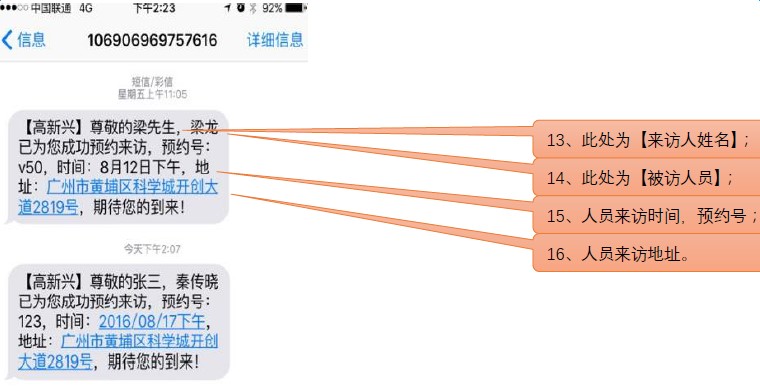 中国联通 4G 下午2:23 92%
信息 106906969757616 详细信息
短信/彩信
星期五上午11:05
【高新兴】尊敬的梁先生，梁龙
已为您成功预约来访，预约号：
v50，时间：8月12日下午，地
址：广州市黄埔区科学城开创大
道2819号，期待您的到来！
今天下午2:07
【高新兴】尊敬的张三，秦传晓
已为您成功预约来访，预约号：
123，时间：2016/08/17下午，
地址：广州市黄埔区科学城开创
大道2819号，期待您的到来！
13、此处为【来访人姓名】；
14、此处为【被访人员】；
15、人员来访时间，预约号；
16、人员来访地址。